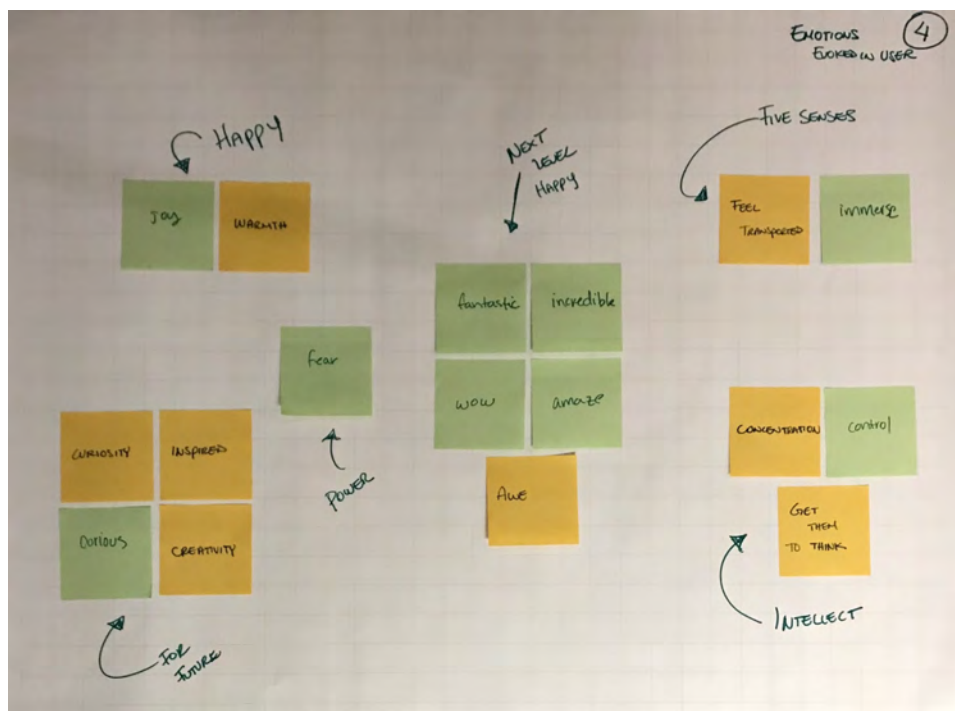 EMOTIONS
EVOKED IN USER
4
HAPPY
Joy
WARMTH
NEXT
LEVEL
HAPPY
fantastic
incredible
wow
amaze
AWE
FIVE SENSES
FEEL
TRANSPORTED
immerse
fear
POWER
CURIOSITY
INSPIRED
Curious
CREATIVITY
FOR
FUTURE
CONCENTRATION
control
GET
THEM
TO THINK
INTELLECT